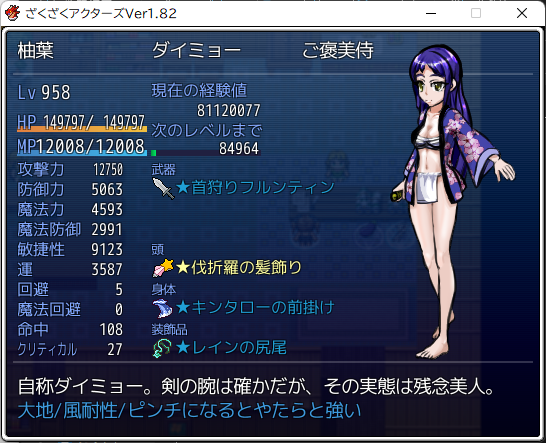 ざくざくアクターズVer1.82
柚葉 ダイミョー ご褒美侍
Lv 958 現在の経験値
81120077
HP 149797/ 149797 次のレベルまで
MP12008/12008 84964
攻撃力 12750 武器
防御力 5063 ★首狩りフルンティン
魔法力 4593
魔法防御 2991
敏捷性 9123 頭
運 3587 ★伐折羅の髪飾り
回避 5 身体
魔法回避 0 ★キンタローの前掛け
命中 108 装飾品
クリティカル 27 ★レインの尻尾
自称ダイミョー。剣の腕は確かだが、その実態は残念美人。
大地/風耐性/ピンチになるとやたらと強い